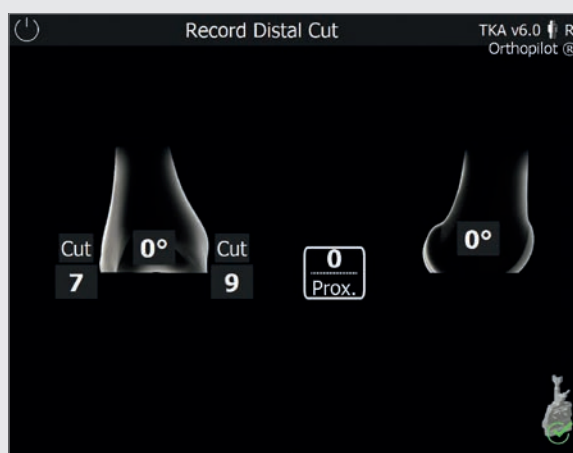 Record Distal Cut
TKA v6.0 R
Orthopilot ®
Cut 0° Cut
7 9
0
Prox.
0°